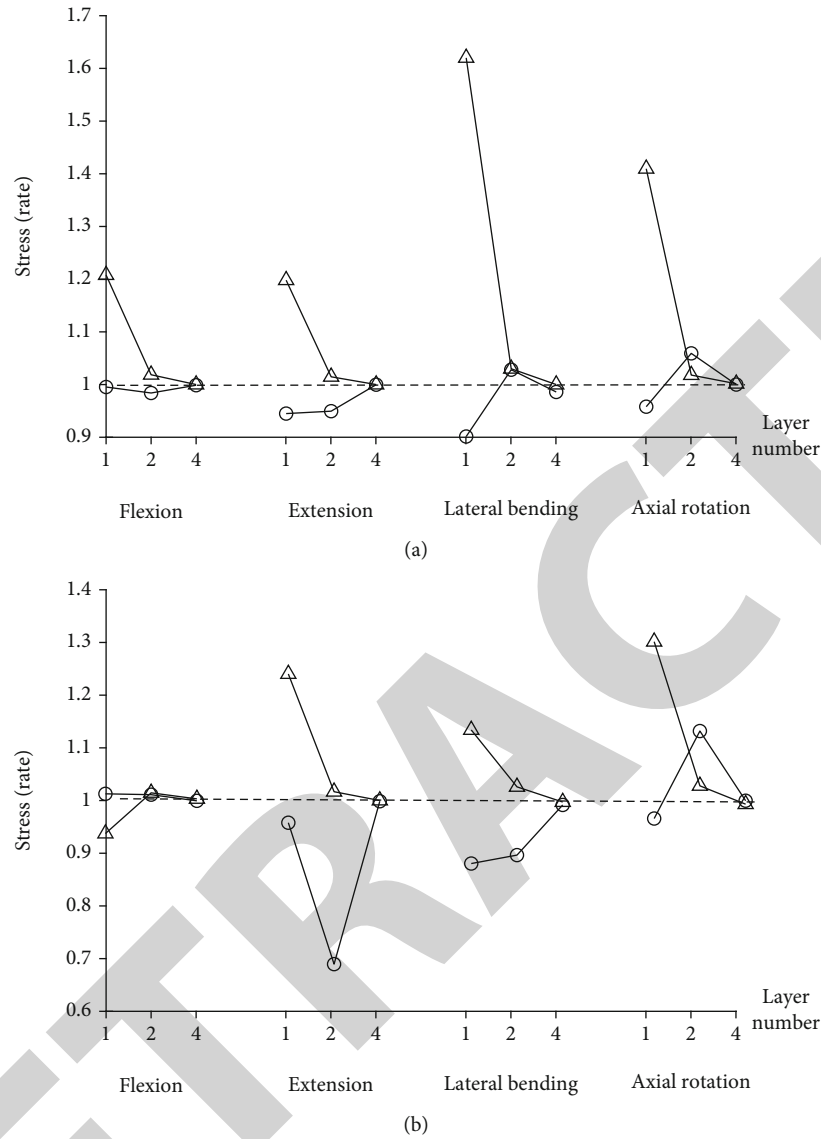 1.7
1.6
1.5
1.4
1.3
1.2
1.1
1
0.9
Stress (rate)
1 2 4 1 2 4 1 2 4 1 2 4
Layer
number
Flexion Extension Lateral bending Axial rotation
(a)
1.4
1.3
1.2
1.1
1
0.9
0.8
0.7
0.6
Stress (rate)
1 2 4 1 2 4 1 2 4 1 2 4
Layer
number
Flexion Extension Lateral bending Axial rotation
(b)
TRACT